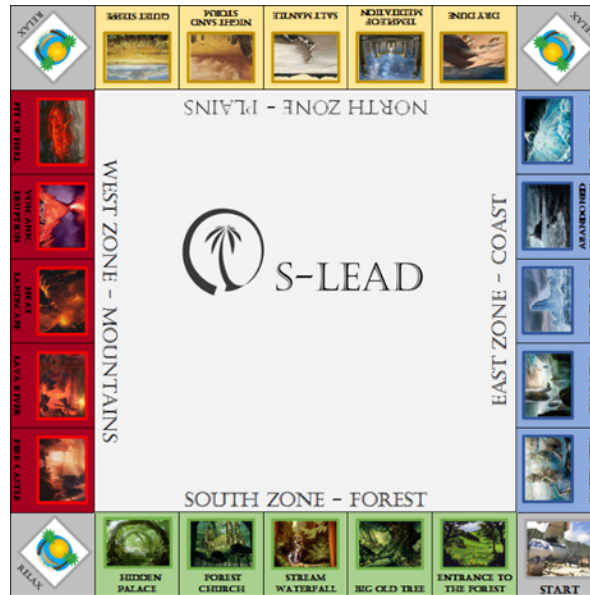 RELAX
QUIET STEPPE
NIGHT SAND
STORM
SALT MANTLE
TEMPLE OF
MEDITATION
DRY DUNE
RELAX
NORTH ZONE - PLAINS
PIT OF HELL
VOLCANIC
ERUPTION
HEAT
LANDSCAPE
LAVA RIVER
FIRE CASTLE
WEST ZONE - MOUNTAINS
S-LEAD
EAST ZONE - COAST
ABANDONED
SOUTH ZONE - FOREST
RELAX
HIDDEN
PALACE
FOREST
CHURCH
STREAM
WATERFALL
BIG OLD TREE
ENTRANCE TO
THE FOREST
START